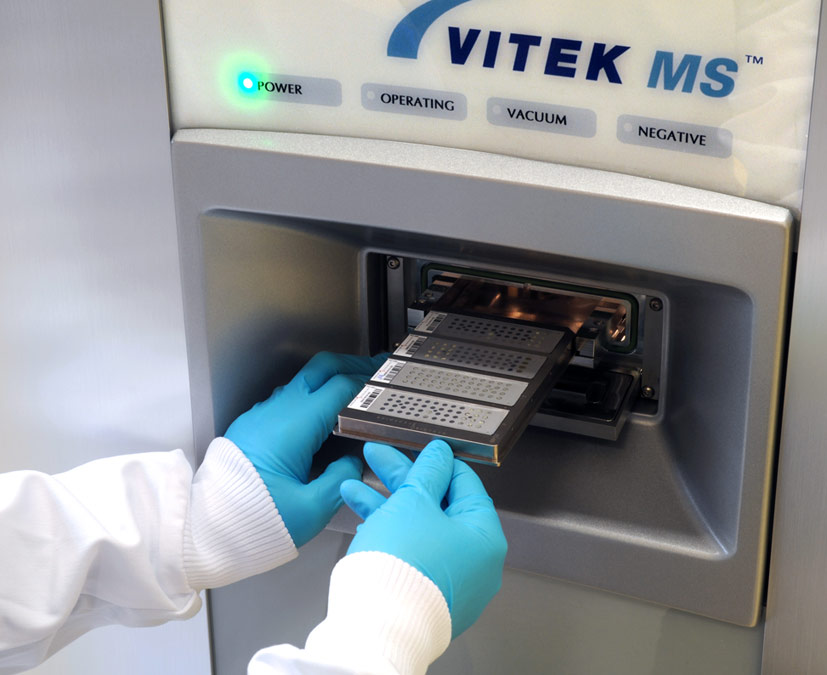 VITEK MS™
POWER
OPERATING
VACUUM
NEGATIVE